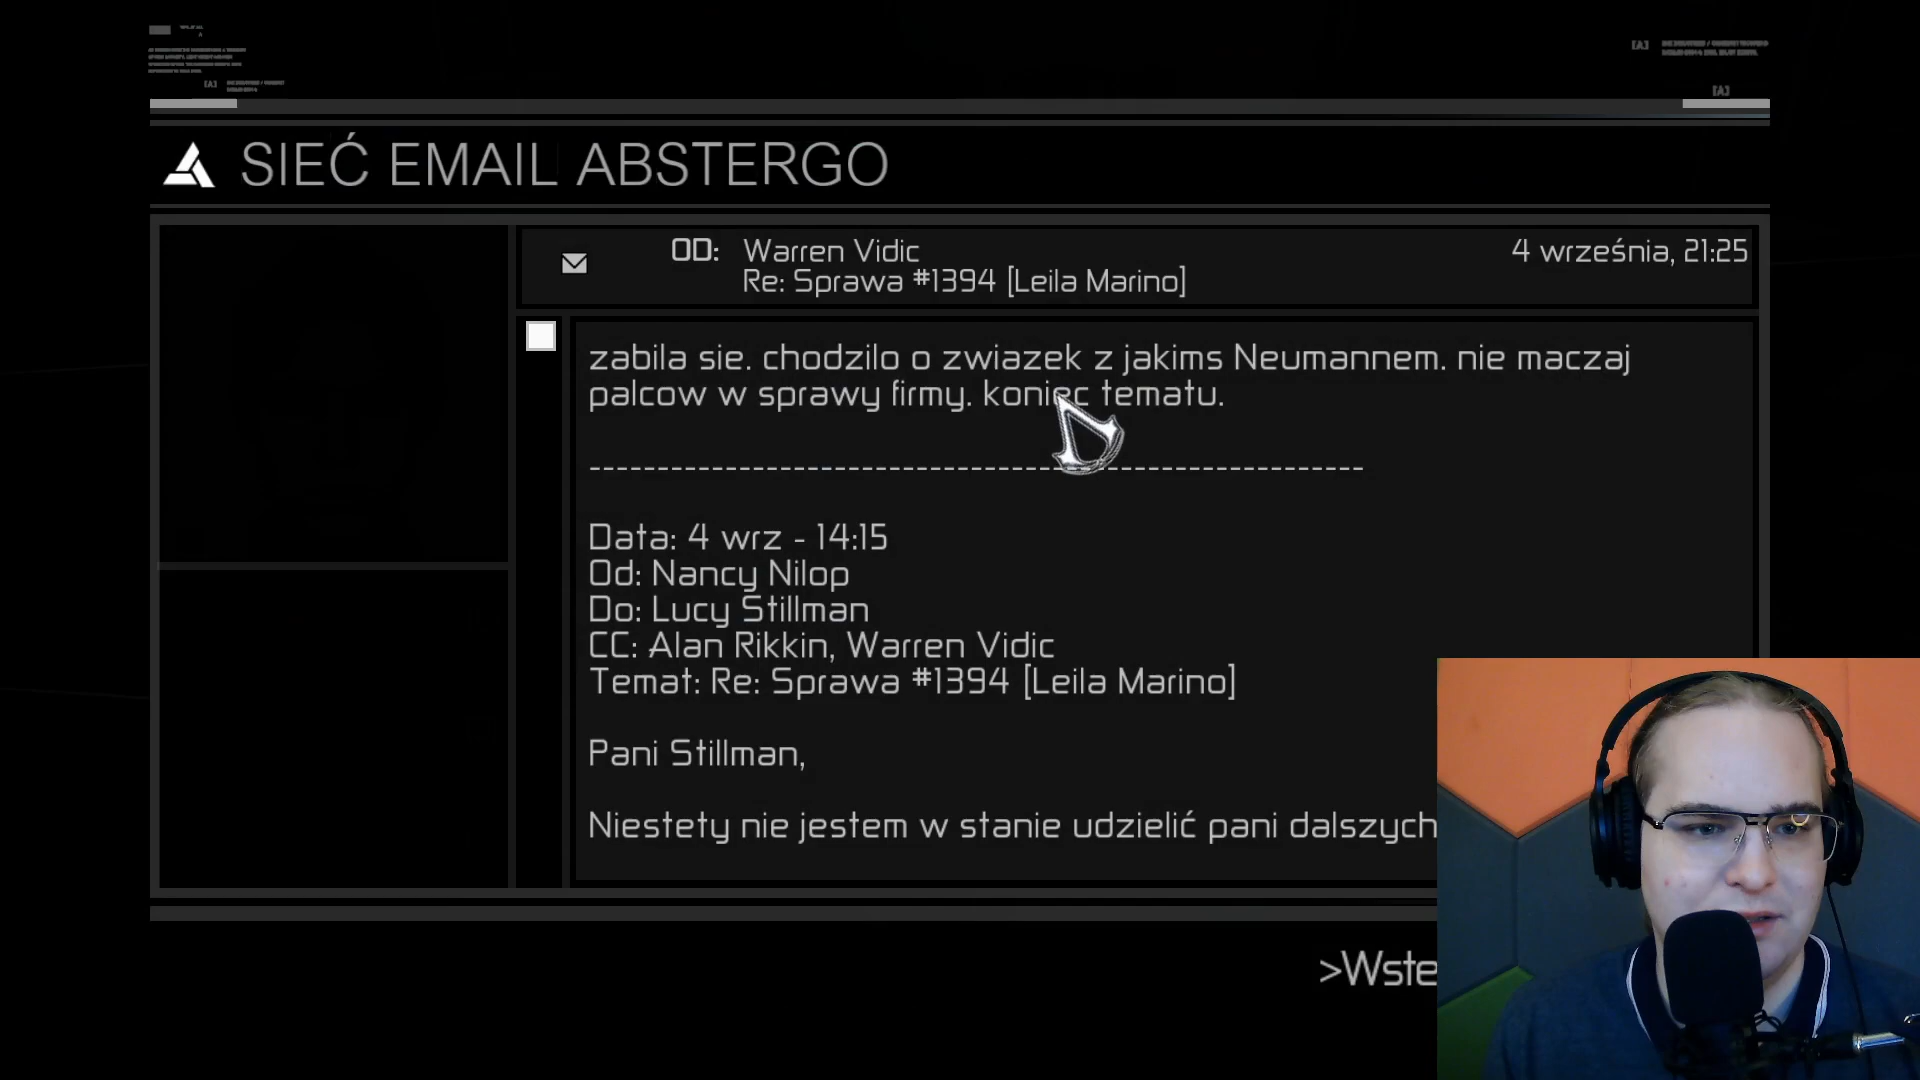 SIEĆ EMAIL ABSTERGO
OD: Warren Vidic
4 września, 21:25
Re: Sprawa #1394 [Leila Marino]
zabila sie. chodzilo o zwiazek z jakims Neumannem. nie maczaj
palcow w sprawy firmy. koniec tematu.
---------------------------------------------------------
Data: 4 wrz - 14:15
Od: Nancy Nilop
Do: Lucy Stillman
CC: Alan Rikkin, Warren Vidic
Temat: Re: Sprawa #1394 [Leila Marino]
Pani Stillman,
Niestety nie jestem w stanie udzielić pani dalszych
>Wste
[A]
[A]
[A]